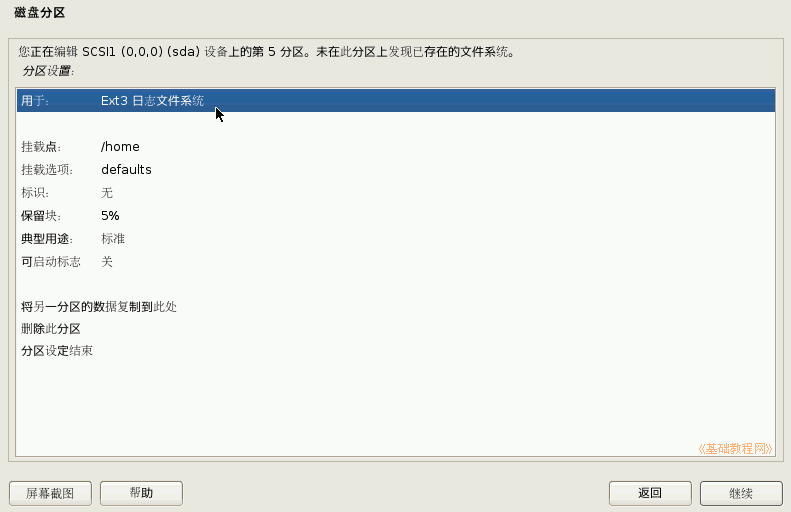 磁盘分区
您正在编辑 SCSI1 (0,0,0) (sda) 设备上的第 5 分区。未在此分区上发现已存在的文件系统。
分区设置:
用于: Ext3 日志文件系统
挂载点: /home
挂载选项: defaults
标识: 无
保留块: 5%
典型用途: 标准
可启动标志 关
将另一分区的数据复制到此处
删除此分区
分区设定结束
《基础教程网》
屏幕截图 帮助 返回 继续